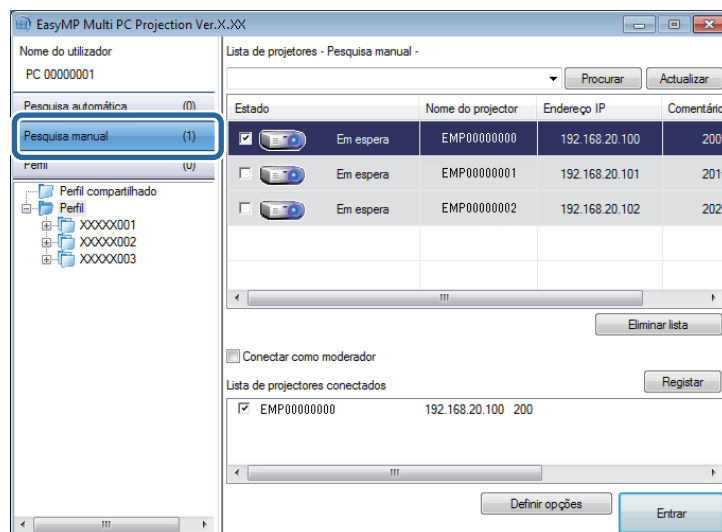 EasyMP Multi PC Projection Ver.X.XX
Nome do utilizador
PC 00000001
Pesquisa automática (0)
Pesquisa manual (1)
Perfil (0)
Perfil compartilhado
Perfil
XXXXX001
XXXXX002
XXXXX003
Lista de projetores - Pesquisa manual -
Procurar Actualizar
Estado Nome do projector Endereço IP Comentário
Em espera EMP00000000 192.168.20.100 200
Em espera EMP00000001 192.168.20.101 201
Em espera EMP00000002 192.168.20.102 202
Eliminar lista
Conectar como moderador
Lista de projectores conectados Registar
EMP00000000 192.168.20.100 200
Definir opções Entrar